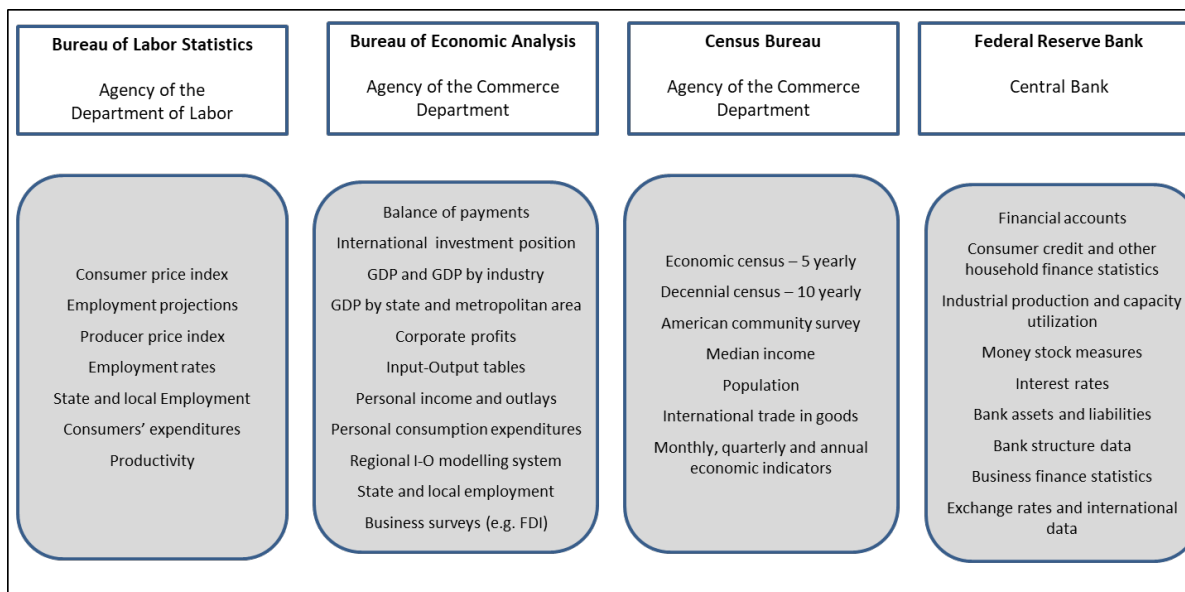 Bureau of Labor Statistics
Agency of the
Department of Labor
Bureau of Economic Analysis
Agency of the Commerce
Department
Census Bureau
Agency of the Commerce
Department
Federal Reserve Bank
Central Bank
Consumer price index
Employment projections
Producer price index
Employment rates
State and local Employment
Consumers’ expenditures
Productivity
Balance of payments
International investment position
GDP and GDP by industry
GDP by state and metropolitan area
Corporate profits
Input-Output tables
Personal income and outlays
Personal consumption expenditures
Regional I-O modelling system
State and local employment
Business surveys (e.g. FDI)
Economic census – 5 yearly
Decennial census – 10 yearly
American community survey
Median income
Population
International trade in goods
Monthly, quarterly and annual
economic indicators
Financial accounts
Consumer credit and other
household finance statistics
Industrial production and capacity
utilization
Money stock measures
Interest rates
Bank assets and liabilities
Bank structure data
Business finance statistics
Exchange rates and international
data